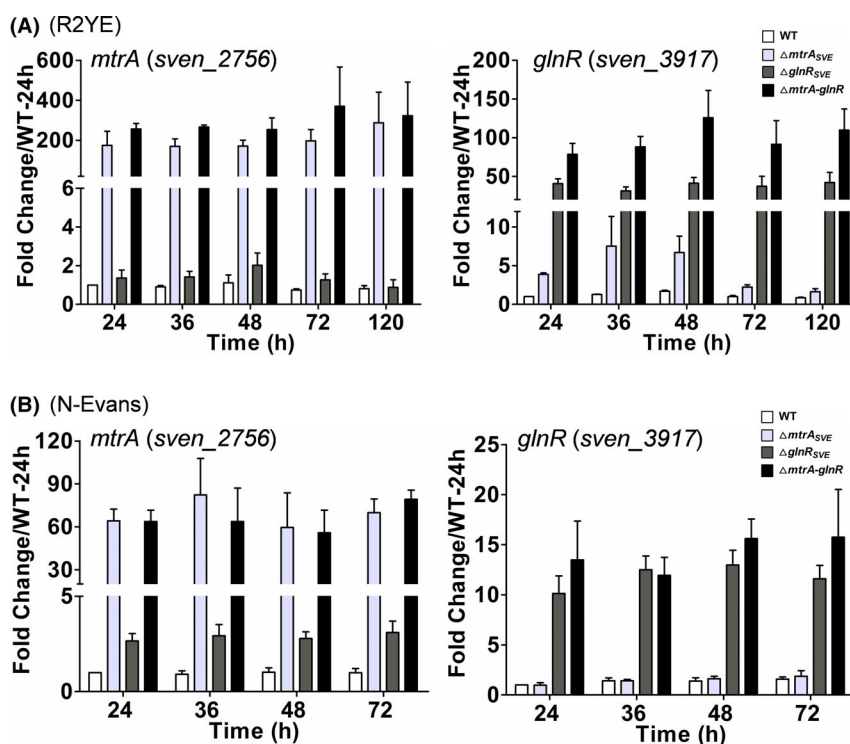 (A) (R2YE)
mtrA (sven_2756)
Fold Change/WT-24h
600
400
200
6
4
2
0
24 36 48 72 120
Time (h)
glnR (sven_3917)
Fold Change/WT-24h
200
150
100
50
10
5
0
24 36 48 72 120
Time (h)
WT
△mtrASVE
△glnRSVE
△mtrA-glnR
(B) (N-Evans)
mtrA (sven_2756)
Fold Change/WT-24h
120
90
60
30
5
0
24 36 48 72
Time (h)
glnR (sven_3917)
Fold Change/WT-24h
25
20
15
10
5
0
24 36 48 72
Time (h)
WT
△mtrASVE
△glnRSVE
△mtrA-glnR